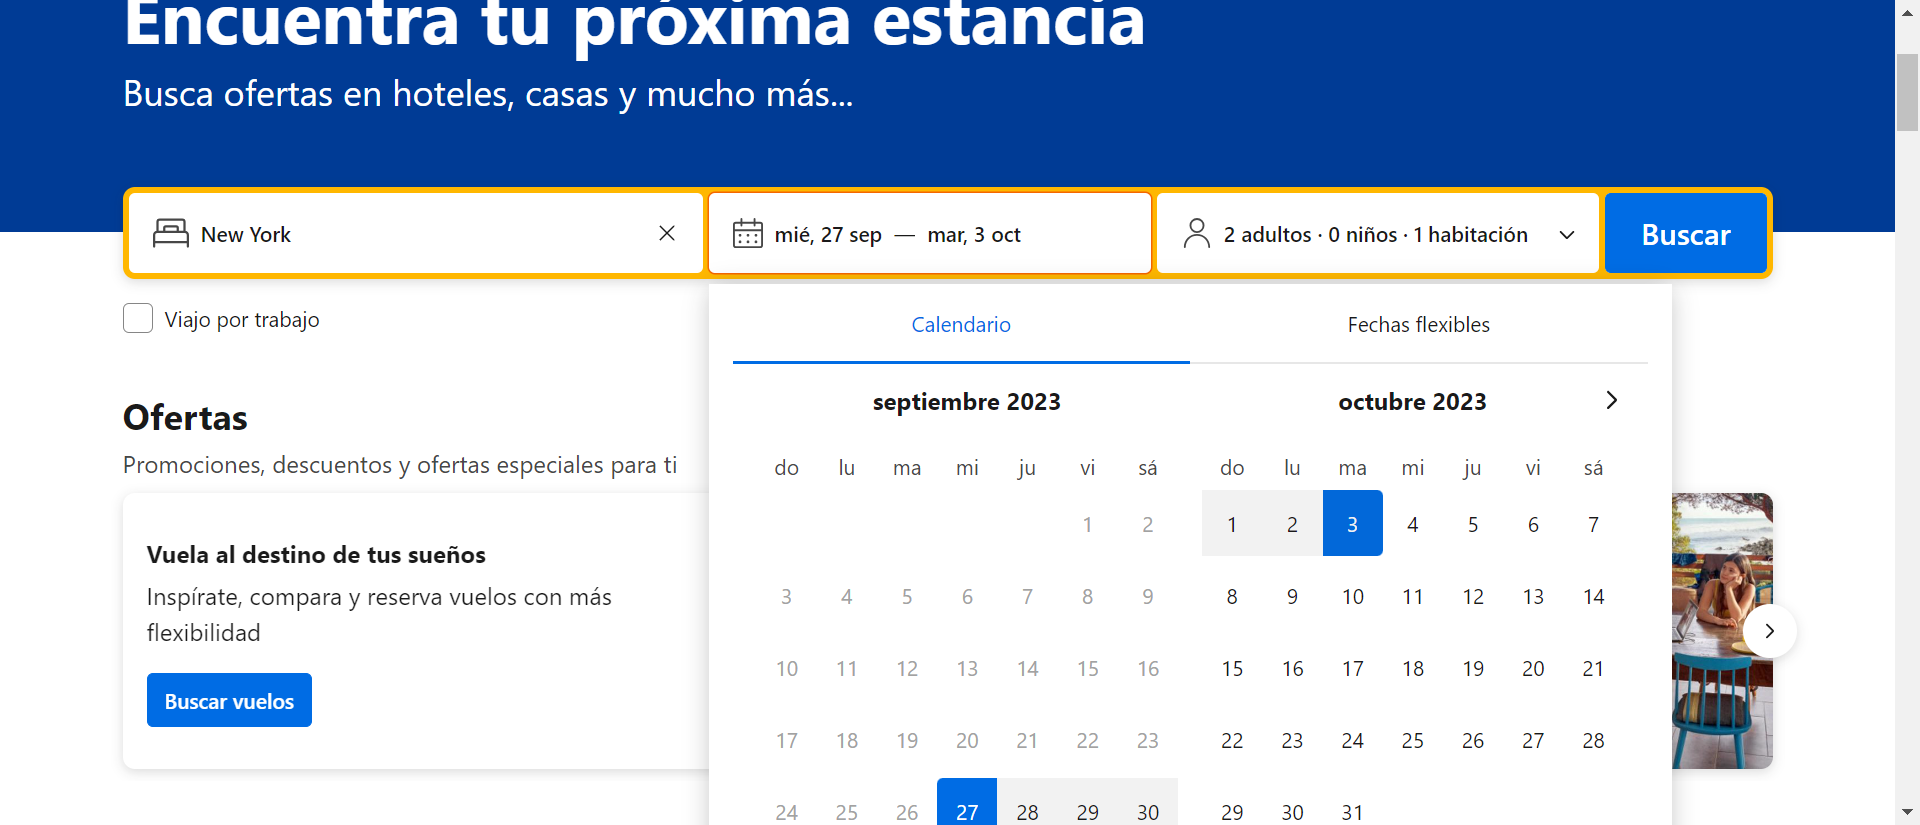 Encuentra tu próxima estancia
Busca ofertas en hoteles, casas y mucho más...
New York
mié, 27 sep — mar, 3 oct
2 adultos · 0 niños · 1 habitación
Buscar
Viajo por trabajo
Calendario
Fechas flexibles
septiembre 2023
do lu ma mi ju vi sá
1 2
3 4 5 6 7 8 9
10 11 12 13 14 15 16
17 18 19 20 21 22 23
24 25 26 27 28 29 30
octubre 2023
do lu ma mi ju vi sá
1 2 3 4 5 6 7
8 9 10 11 12 13 14
15 16 17 18 19 20 21
22 23 24 25 26 27 28
29 30 31
Ofertas
Promociones, descuentos y ofertas especiales para ti
Vuela al destino de tus sueños
Inspírate, compara y reserva vuelos con más
flexibilidad
Buscar vuelos